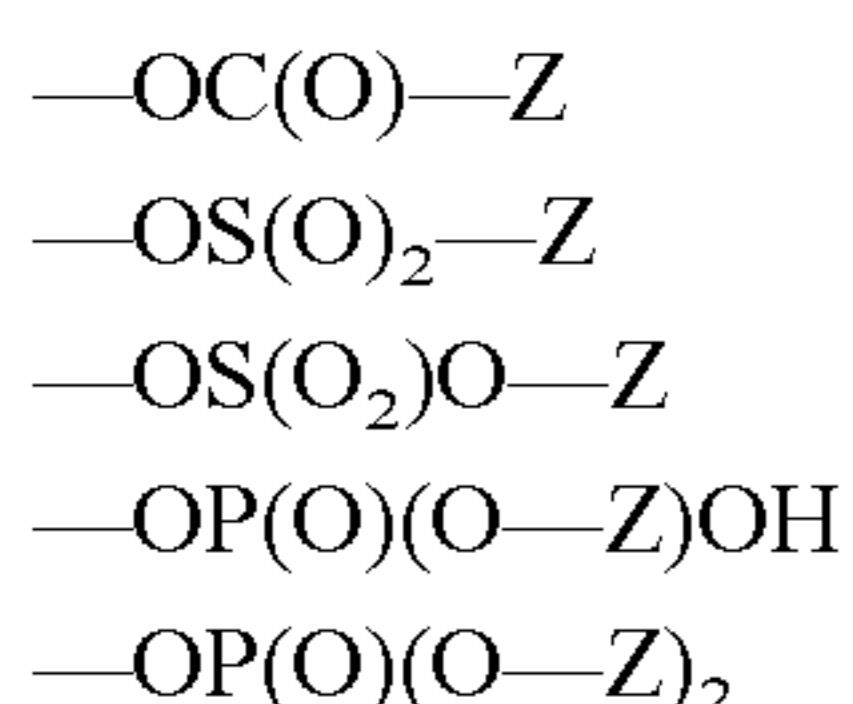 —OC(O)—Z
—OS(O)₂—Z
—OS(O₂)O—Z
—OP(O)(O—Z)OH
—OP(O)(O—Z)₂